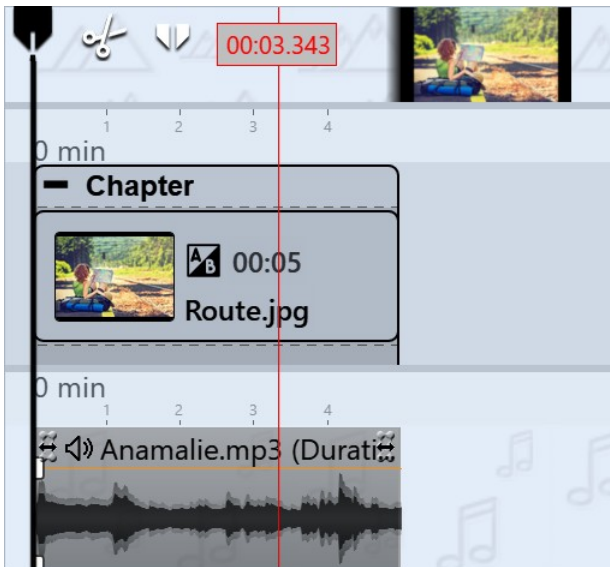 00:03.343
1 2 3 4
0 min
Chapter
A B 00:05
Route.jpg
0 min
1 2 3 4
Anamalie.mp3 (Durati